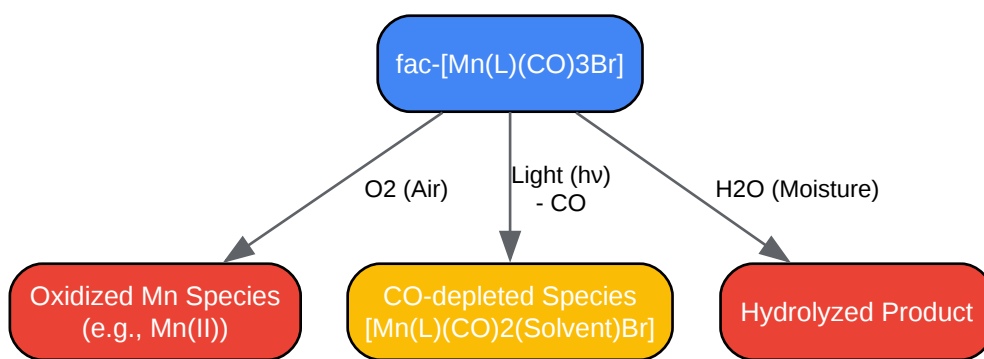 fac-[Mn(L)(CO)3Br]
O2 (Air)
Light (hν)
- CO
H2O (Moisture)
Oxidized Mn Species
(e.g., Mn(II))
CO-depleted Species
[Mn(L)(CO)2(Solvent)Br]
Hydrolyzed Product